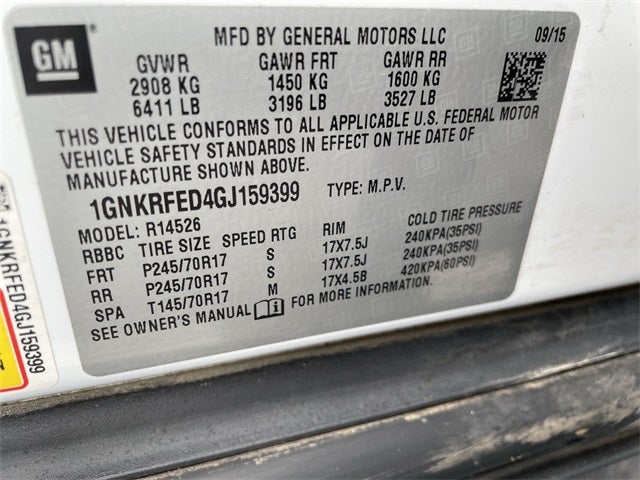 GM
MFD BY GENERAL MOTORS LLC 09/15
GVWR GAWR FRT GAWR RR
2908 KG 1450 KG 1600 KG
6411 LB 3196 LB 3527 LB
THIS VEHICLE CONFORMS TO ALL APPLICABLE U.S. FEDERAL MOTOR
VEHICLE SAFETY STANDARDS IN EFFECT ON THE DATE OF
MANUFACTURE SHOWN ABOVE.
1GNKRFED4GJ159399 TYPE: M.P.V.
MODEL: R14526
RBBC TIRE SIZE SPEED RTG RIM COLD TIRE PRESSURE
FRT P245/70R17 S 17X7.5J 240KPA(35PSI)
RR P245/70R17 S 17X7.5J 240KPA(35PSI)
SPA T145/70R17 M 17X4.5B 420KPA(60PSI)
SEE OWNER'S MANUAL FOR MORE INFORMATION.
1GNKRFED4GJ159399